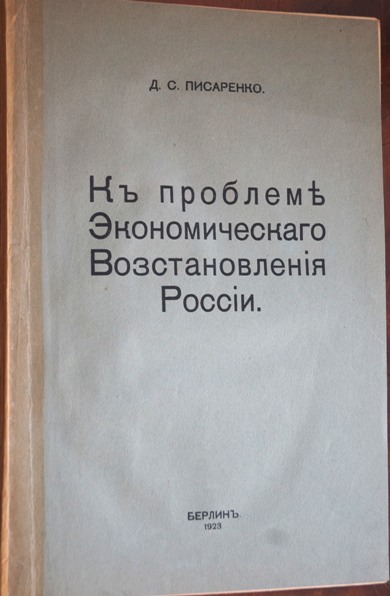 Д. С. ПИСАРЕНКО.
Къ проблемѣ
Экономическаго
Возстановленія
Россіи.
БЕРЛИНЪ.
1923